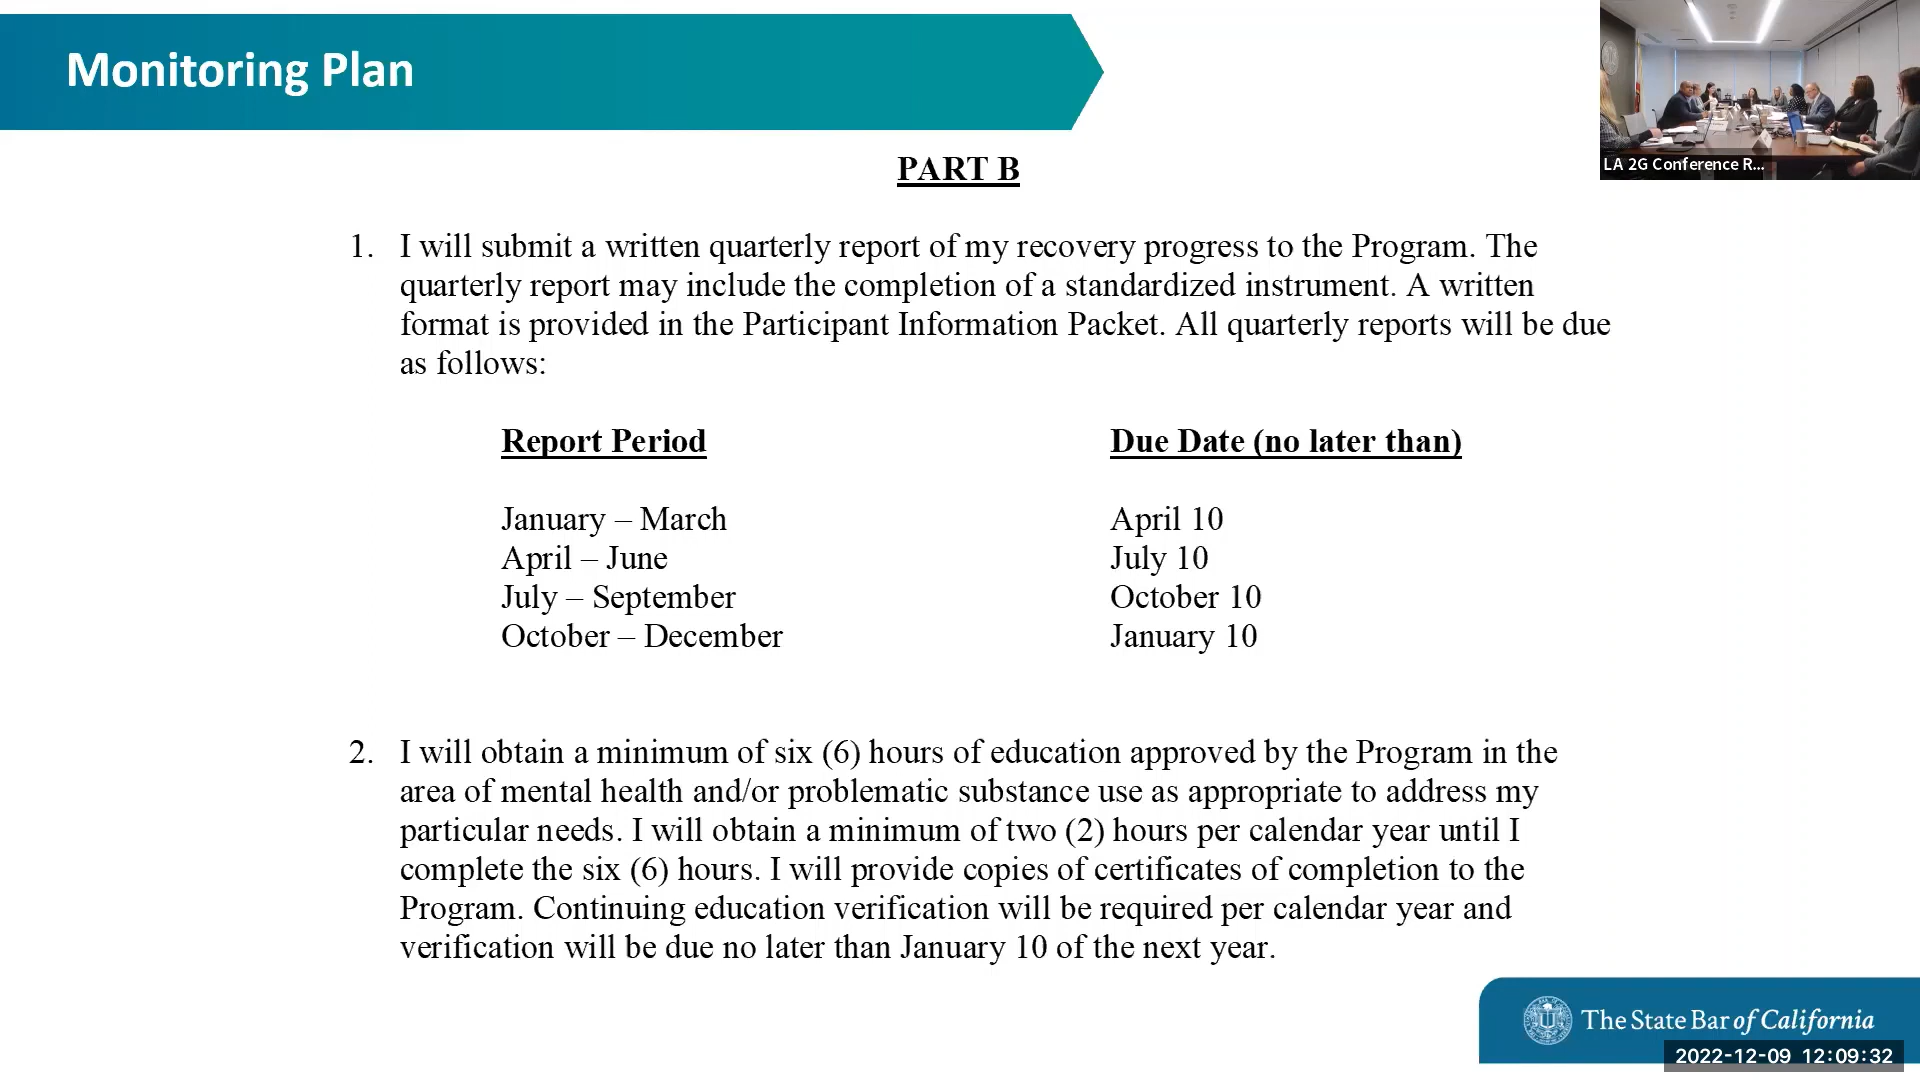 Monitoring Plan
LA 2G Conference R...
PART B
1. I will submit a written quarterly report of my recovery progress to the Program. The
quarterly report may include the completion of a standardized instrument. A written
format is provided in the Participant Information Packet. All quarterly reports will be due
as follows:
Report Period Due Date (no later than)
January – March April 10
April – June July 10
July – September October 10
October – December January 10
2. I will obtain a minimum of six (6) hours of education approved by the Program in the
area of mental health and/or problematic substance use as appropriate to address my
particular needs. I will obtain a minimum of two (2) hours per calendar year until I
complete the six (6) hours. I will provide copies of certificates of completion to the
Program. Continuing education verification will be required per calendar year and
verification will be due no later than January 10 of the next year.
The State Bar of California
2022-12-09 12:09:32